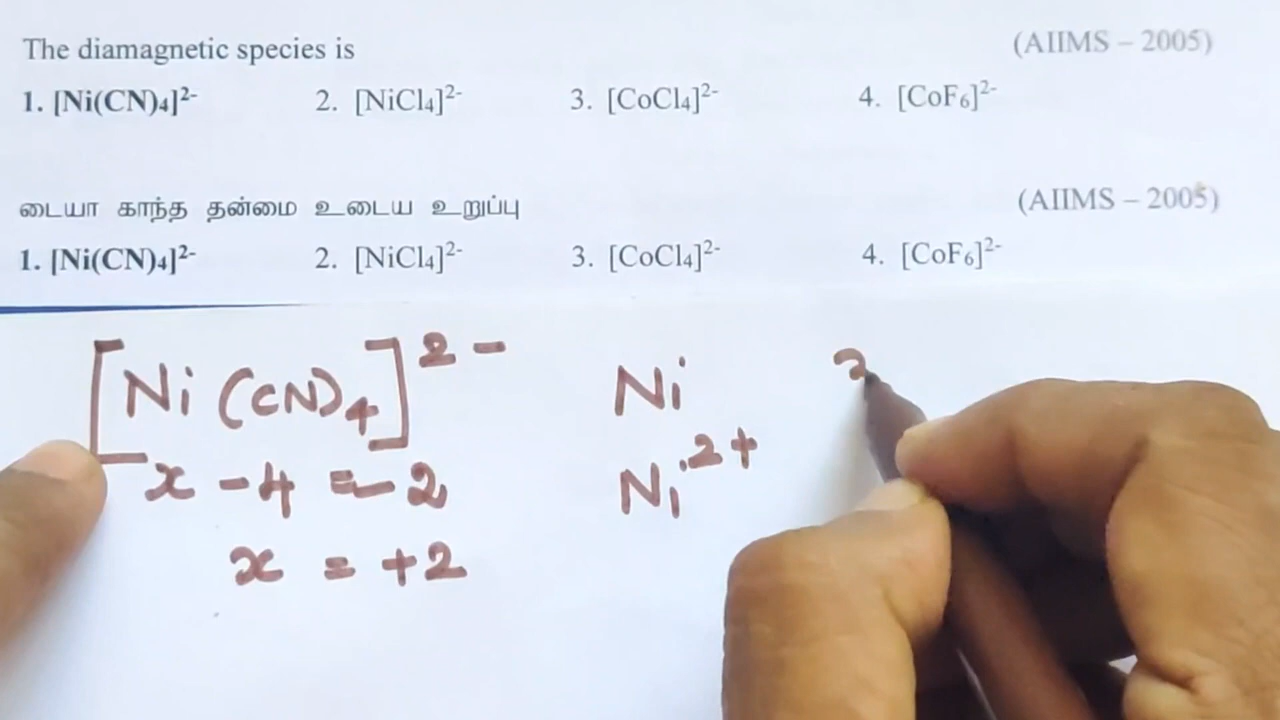 The diamagnetic species is (AIIMS – 2005)
1. [Ni(CN)₄]²⁻ 2. [NiCl₄]²⁻ 3. [CoCl₄]²⁻ 4. [CoF₆]²⁻
டையா காந்த தன்மை உடைய உறுப்பு (AIIMS – 2005)
1. [Ni(CN)₄]²⁻ 2. [NiCl₄]²⁻ 3. [CoCl₄]²⁻ 4. [CoF₆]²⁻
[Ni(CN)₄]²⁻ Ni
x - 4 = -2 Ni²⁺
x = +2